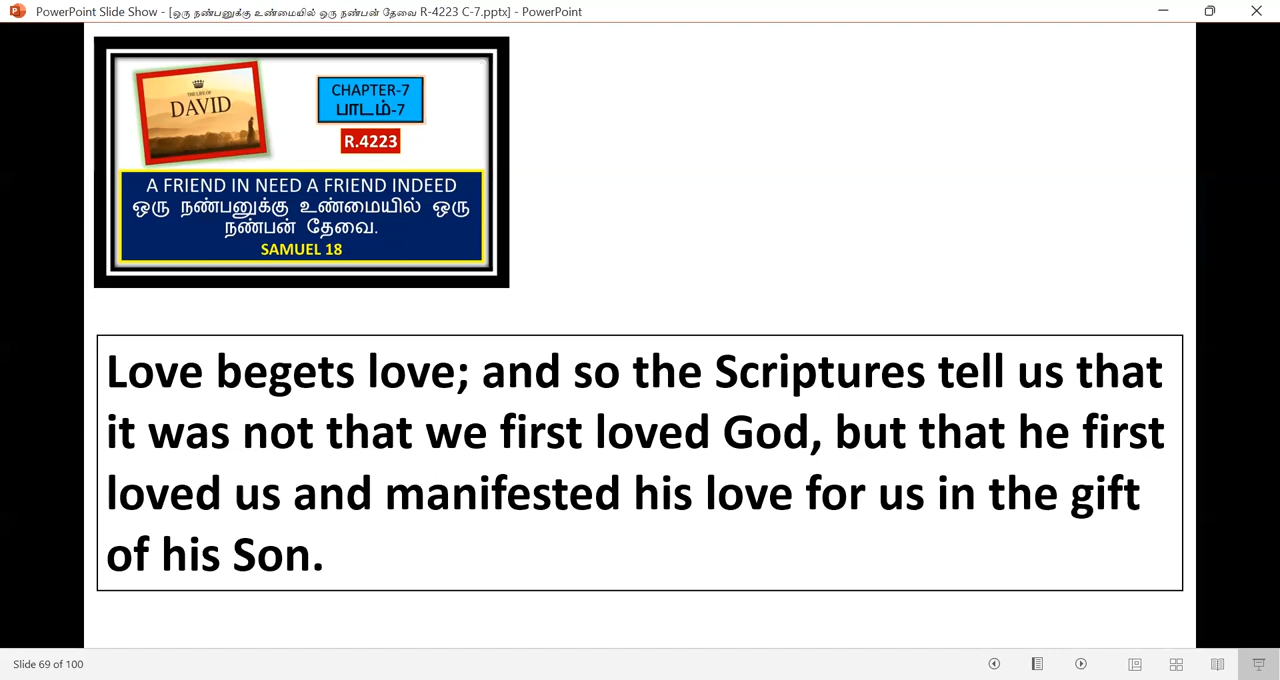 PowerPoint Slide Show - [ஒரு நண்பனுக்கு உண்மையில் ஒரு நண்பன் தேவை R-4223 C-7.pptx] - PowerPoint
THE LIFE OF
DAVID
CHAPTER-7
பாடம்-7
R.4223
A FRIEND IN NEED A FRIEND INDEED
ஒரு நண்பனுக்கு உண்மையில் ஒரு
நண்பன் தேவை.
SAMUEL 18
Love begets love; and so the Scriptures tell us that
it was not that we first loved God, but that he first
loved us and manifested his love for us in the gift
of his Son.
Slide 69 of 100